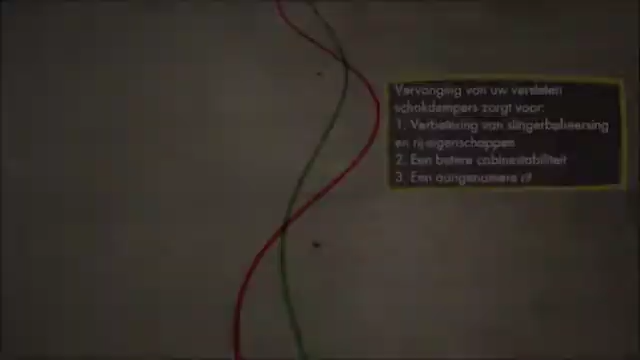 Vervanging van uw versleten
schokdempers zorgt voor:
1. Verbetering van slingerbeheersing
en rij-eigenschappen
2. Een betere cabinestabiliteit
3. Een aangenamere rit